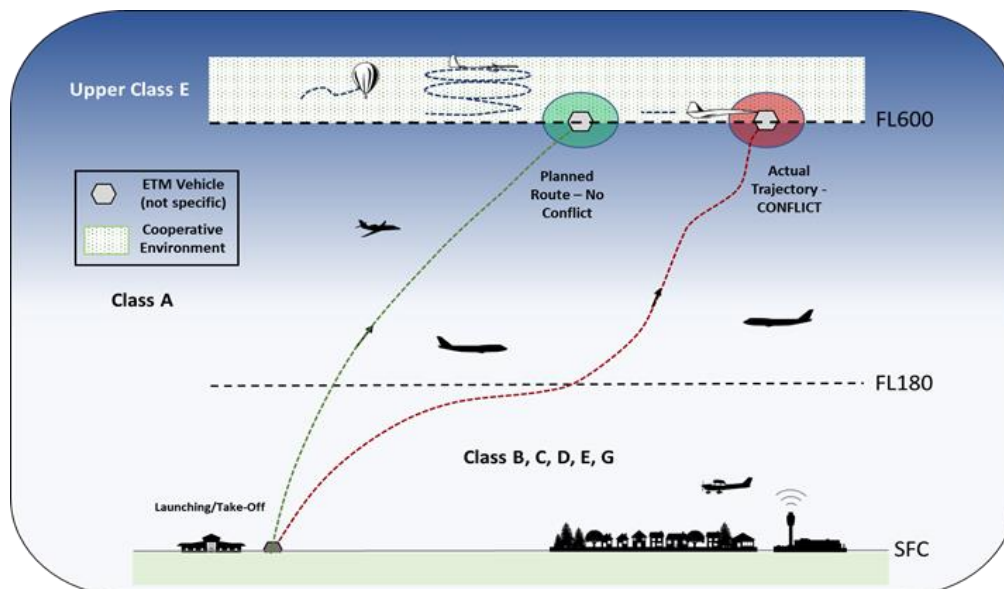 Upper Class E
FL600
Planned
Route – No
Conflict
Actual
Trajectory -
CONFLICT
ETM Vehicle
(not specific)
Cooperative
Environment
Class A
FL180
Class B, C, D, E, G
Launching/Take-Off
SFC